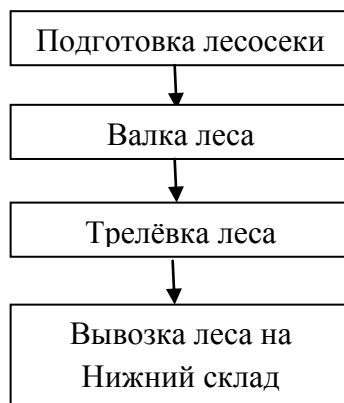 Подготовка лесосеки
Валка леса
Трелёвка леса
Вывозка леса на
Нижний склад